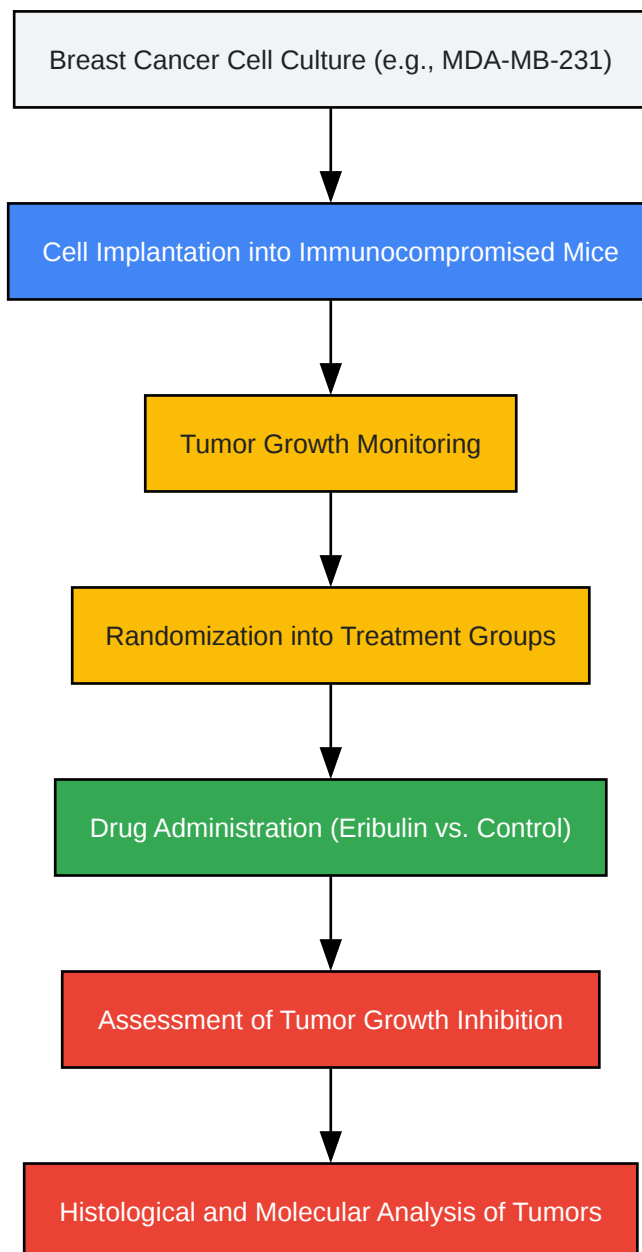 Breast Cancer Cell Culture (e.g., MDA-MB-231)
Cell Implantation into Immunocompromised Mice
Tumor Growth Monitoring
Randomization into Treatment Groups
Drug Administration (Eribulin vs. Control)
Assessment of Tumor Growth Inhibition
Histological and Molecular Analysis of Tumors